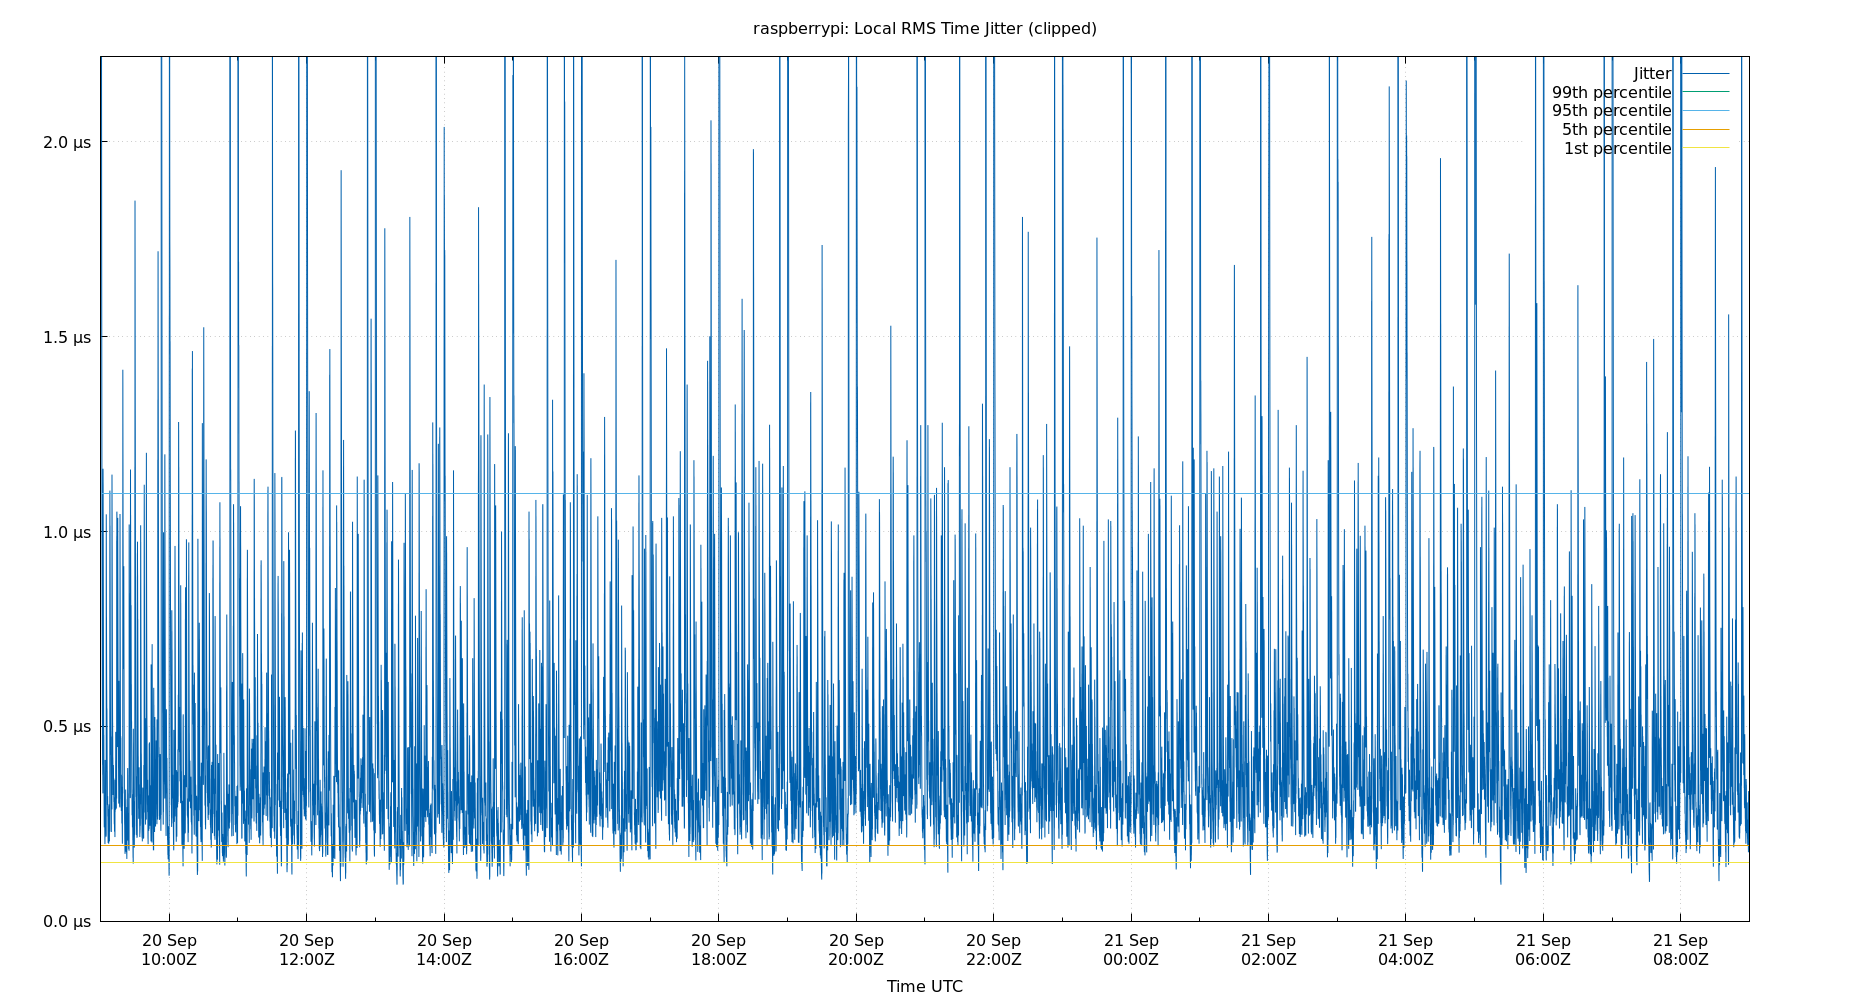 raspberrypi: Local RMS Time Jitter (clipped)
Jitter
99th percentile
95th percentile
5th percentile
1st percentile
2.0 µs
1.5 µs
1.0 µs
0.5 µs
0.0 µs
20 Sep 10:00Z
20 Sep 12:00Z
20 Sep 14:00Z
20 Sep 16:00Z
20 Sep 18:00Z
20 Sep 20:00Z
20 Sep 22:00Z
21 Sep 00:00Z
21 Sep 02:00Z
21 Sep 04:00Z
21 Sep 06:00Z
21 Sep 08:00Z
Time UTC